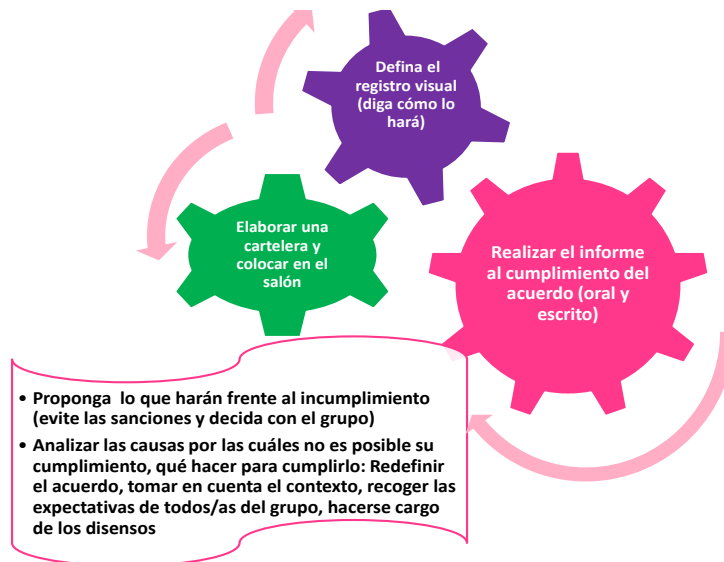 Defina el
registro visual
(diga cómo lo
hará)
Elaborar una
cartelera y
colocar en el
salón
Realizar el informe
al cumplimiento del
acuerdo (oral y
escrito)
• Proponga lo que harán frente al incumplimiento
(evite las sanciones y decida con el grupo)
• Analizar las causas por las cuáles no es posible su
cumplimiento, qué hacer para cumplirlo: Redefinir
el acuerdo, tomar en cuenta el contexto, recoger las
expectativas de todos/as del grupo, hacerse cargo
de los disensos